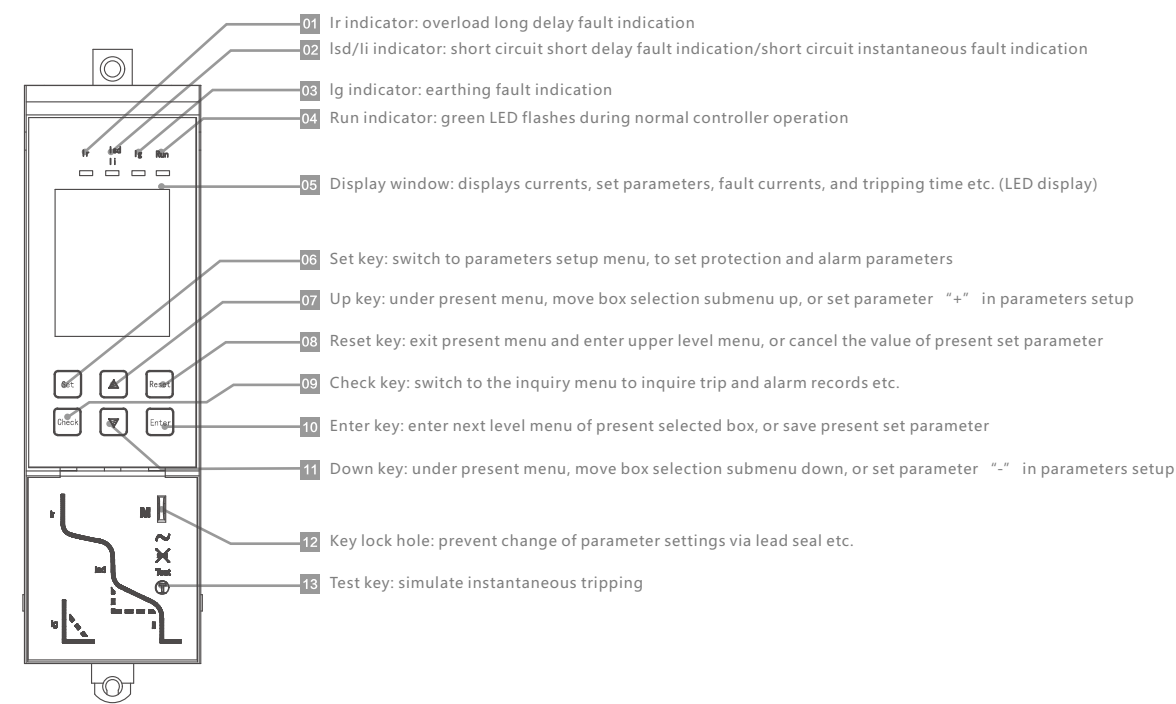 01 Ir indicator: overload long delay fault indication
02 Isd/Ii indicator: short circuit short delay fault indication/short circuit instantaneous fault indication
03 Ig indicator: earthing fault indication
04 Run indicator: green LED flashes during normal controller operation
Ir Isd Ig Run
Ii
05 Display window: displays currents, set parameters, fault currents, and tripping time etc. (LED display)
06 Set key: switch to parameters setup menu, to set protection and alarm parameters
07 Up key: under present menu, move box selection submenu up, or set parameter “+” in parameters setup
08 Reset key: exit present menu and enter upper level menu, or cancel the value of present set parameter
Set Reset
09 Check key: switch to the inquiry menu to inquire trip and alarm records etc.
Check Enter
10 Enter key: enter next level menu of present selected box, or save present set parameter
11 Down key: under present menu, move box selection submenu down, or set parameter “-” in parameters setup
Ir M
12 Key lock hole: prevent change of parameter settings via lead seal etc.
Isd Test
13 Test key: simulate instantaneous tripping
T
Ig Ii